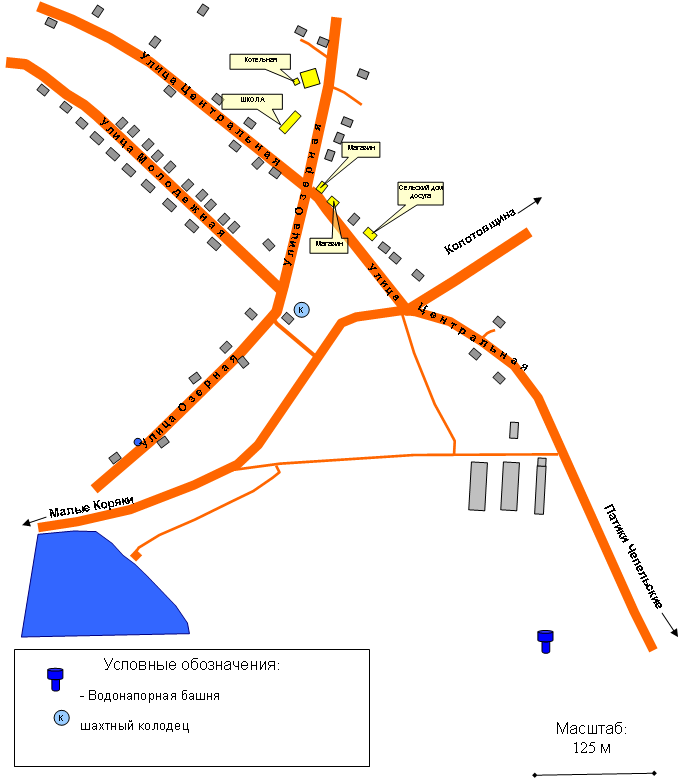 Котельная
ШКОЛА
Улица Центральная
Улица Молодежная
Магазин
Сельский дом
досуга
Магазин
Улица Озерная
Колотовщина
Улица Центральная
К
Улица Озерная
Малые Коряки
Патики Чепельские
Условные обозначения:
- Водонапорная башня
К
шахтный колодец
Масштаб:
125 м